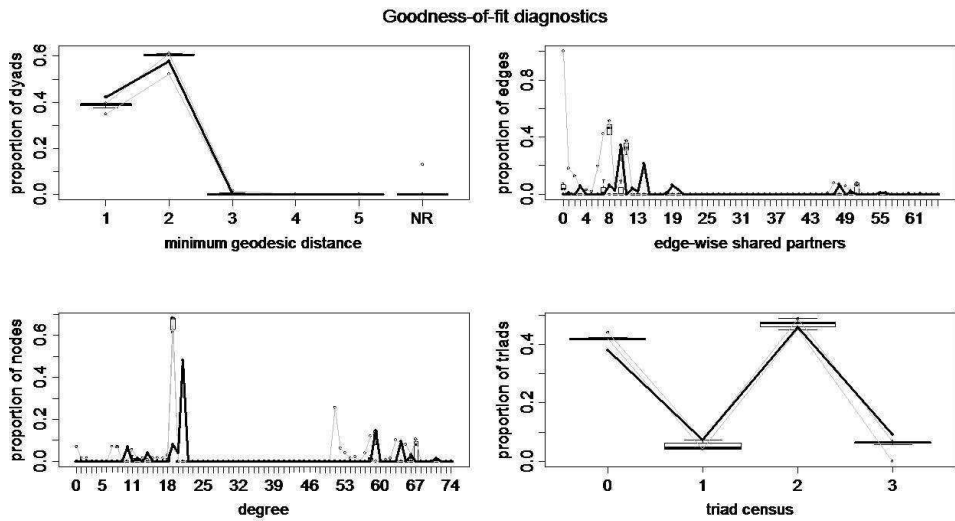 Goodness-of-fit diagnostics
proportion of dyads
0.0 0.2 0.4 0.6
1 2 3 4 5 NR
minimum geodesic distance
proportion of edges
0.0 0.4 0.8
0 4 8 13 19 25 31 37 43 49 55 61
edge-wise shared partners
proportion of nodes
0.0 0.2 0.4 0.6
0 5 11 18 25 32 39 46 53 60 67 74
degree
proportion of triads
0.0 0.2 0.4
0 1 2 3
triad census